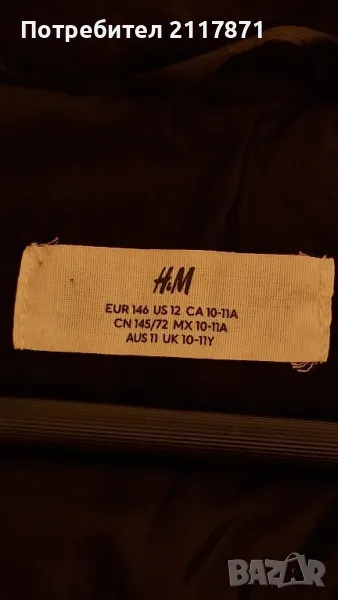 Потребител 2117871
H&M
EUR 146 US 12 CA 10-11A
CN 145/72 MX 10-11A
AUS 11 UK 10-11Y
BAZAR